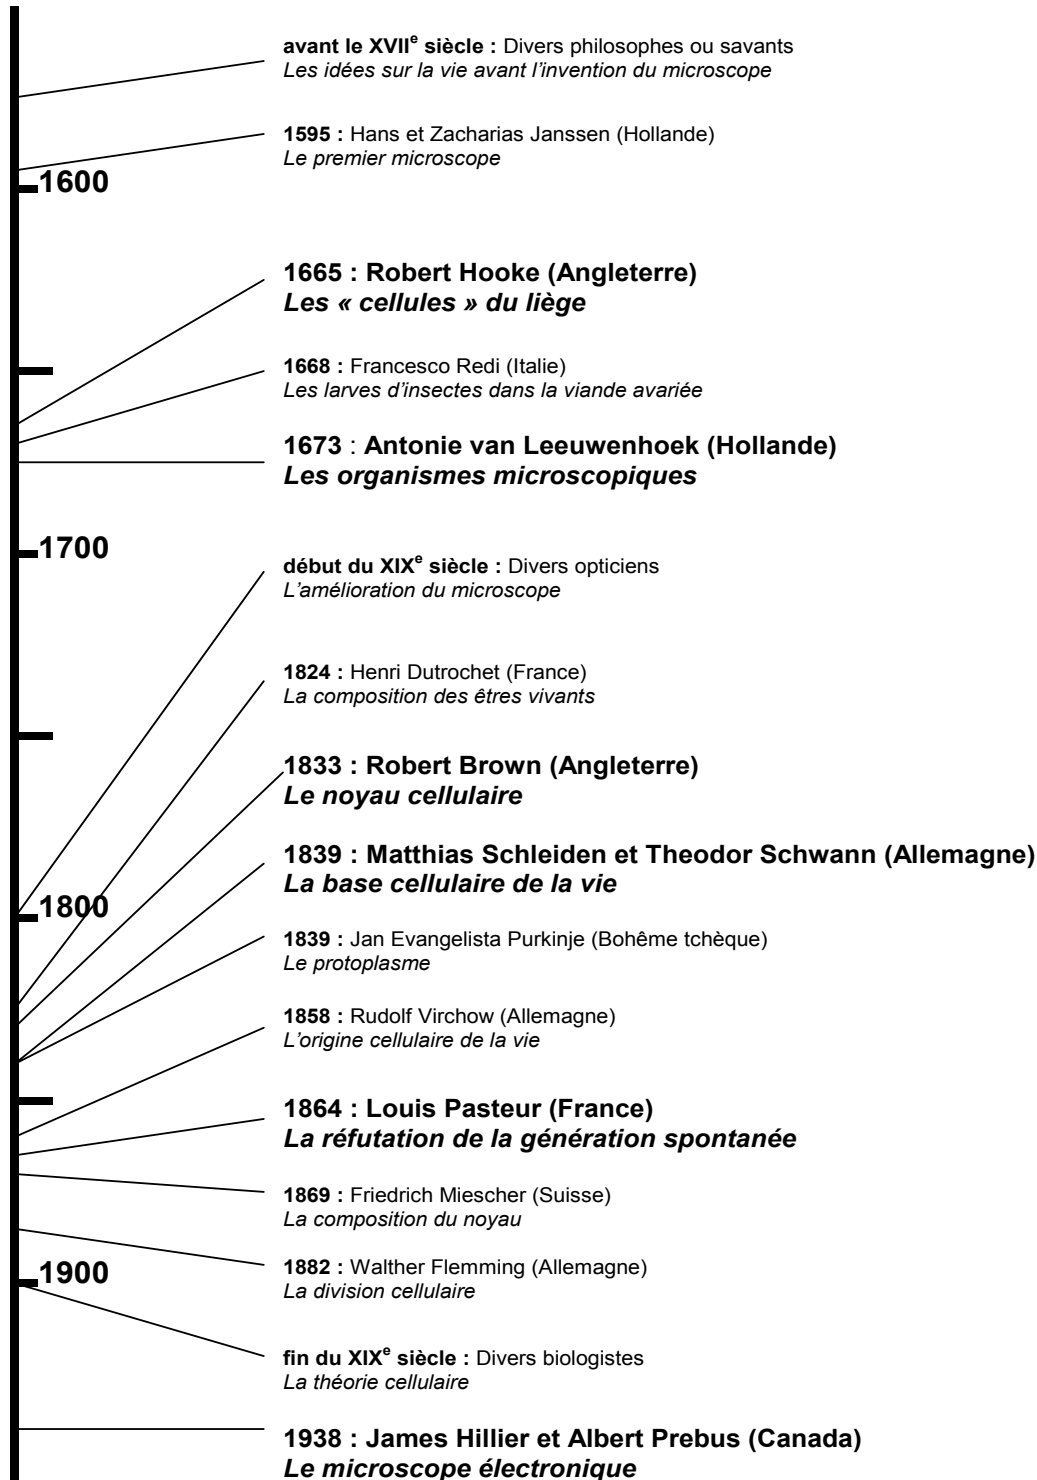 avant le XVIIe siècle : Divers philosophes ou savants
Les idées sur la vie avant l’invention du microscope
1595 : Hans et Zacharias Janssen (Hollande)
Le premier microscope
1600
1665 : Robert Hooke (Angleterre)
Les « cellules » du liège
1668 : Francesco Redi (Italie)
Les larves d’insectes dans la viande avariée
1673 : Antonie van Leeuwenhoek (Hollande)
Les organismes microscopiques
1700
début du XIXe siècle : Divers opticiens
L’amélioration du microscope
1824 : Henri Dutrochet (France)
La composition des êtres vivants
1833 : Robert Brown (Angleterre)
Le noyau cellulaire
1839 : Matthias Schleiden et Theodor Schwann (Allemagne)
La base cellulaire de la vie
1800
1839 : Jan Evangelista Purkinje (Bohême tchèque)
Le protoplasme
1858 : Rudolf Virchow (Allemagne)
L’origine cellulaire de la vie
1864 : Louis Pasteur (France)
La réfutation de la génération spontanée
1869 : Friedrich Miescher (Suisse)
La composition du noyau
1900
1882 : Walther Flemming (Allemagne)
La division cellulaire
fin du XIXe siècle : Divers biologistes
La théorie cellulaire
1938 : James Hillier et Albert Prebus (Canada)
Le microscope électronique